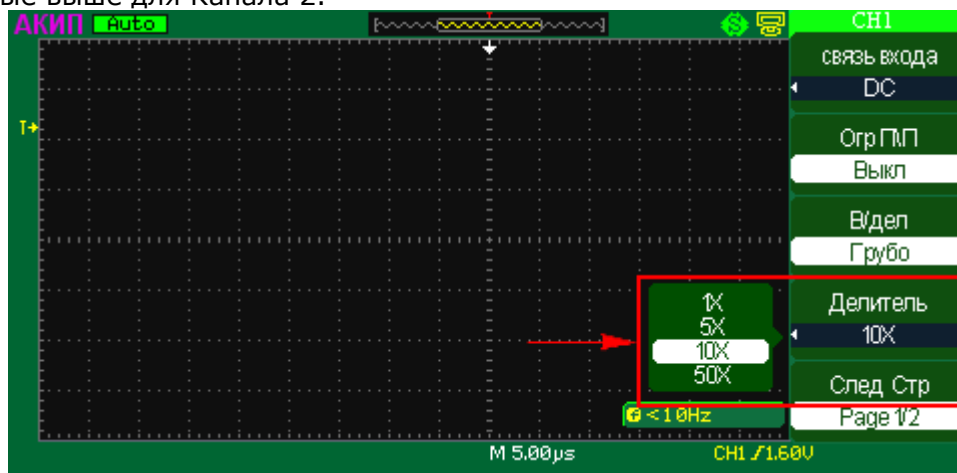 ые выше для Канала 2.
АКИП Auto CH1
связь входа
DC
T
Огр П\П
Выкл
В/дел
Грубо
1X
5X
10X
50X
Делитель
10X
След Стр
Page 1/2
<10Hz
M 5.00µs CH1 /1.60V